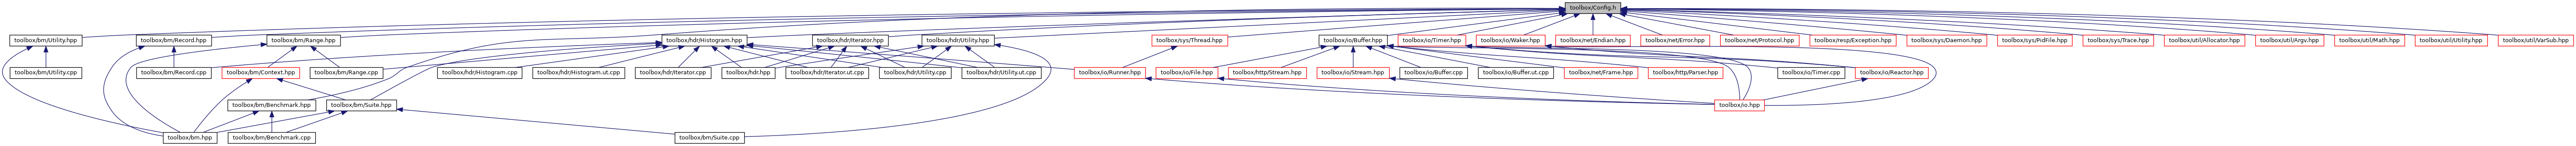 toolbox/Config.h
toolbox/bm/Utility.hpp
toolbox/bm/Record.hpp
toolbox/bm/Range.hpp
toolbox/hdr/Histogram.hpp
toolbox/hdr/Iterator.hpp
toolbox/hdr/Utility.hpp
toolbox/sys/Thread.hpp
toolbox/io/Buffer.hpp
toolbox/io/Timer.hpp
toolbox/io/Waker.hpp
toolbox/net/Endian.hpp
toolbox/net/Error.hpp
toolbox/net/Protocol.hpp
toolbox/resp/Exception.hpp
toolbox/sys/Daemon.hpp
toolbox/sys/PidFile.hpp
toolbox/sys/Trace.hpp
toolbox/util/Allocator.hpp
toolbox/util/Argv.hpp
toolbox/util/Math.hpp
toolbox/util/Utility.hpp
toolbox/util/VarSub.hpp
toolbox/bm/Utility.cpp
toolbox/bm/Record.cpp
toolbox/bm/Context.hpp
toolbox/bm/Range.cpp
toolbox/hdr/Histogram.cpp
toolbox/hdr/Histogram.ut.cpp
toolbox/hdr/Iterator.cpp
toolbox/hdr.hpp
toolbox/hdr/Iterator.ut.cpp
toolbox/hdr/Utility.cpp
toolbox/hdr/Utility.ut.cpp
toolbox/io/Runner.hpp
toolbox/io/File.hpp
toolbox/http/Stream.hpp
toolbox/io/Stream.hpp
toolbox/io/Buffer.cpp
toolbox/io/Buffer.ut.cpp
toolbox/net/Frame.hpp
toolbox/http/Parser.hpp
toolbox/io/Timer.cpp
toolbox/io/Reactor.hpp
toolbox/bm/Benchmark.hpp
toolbox/bm/Suite.hpp
toolbox/io.hpp
toolbox/bm.hpp
toolbox/bm/Benchmark.cpp
toolbox/bm/Suite.cpp